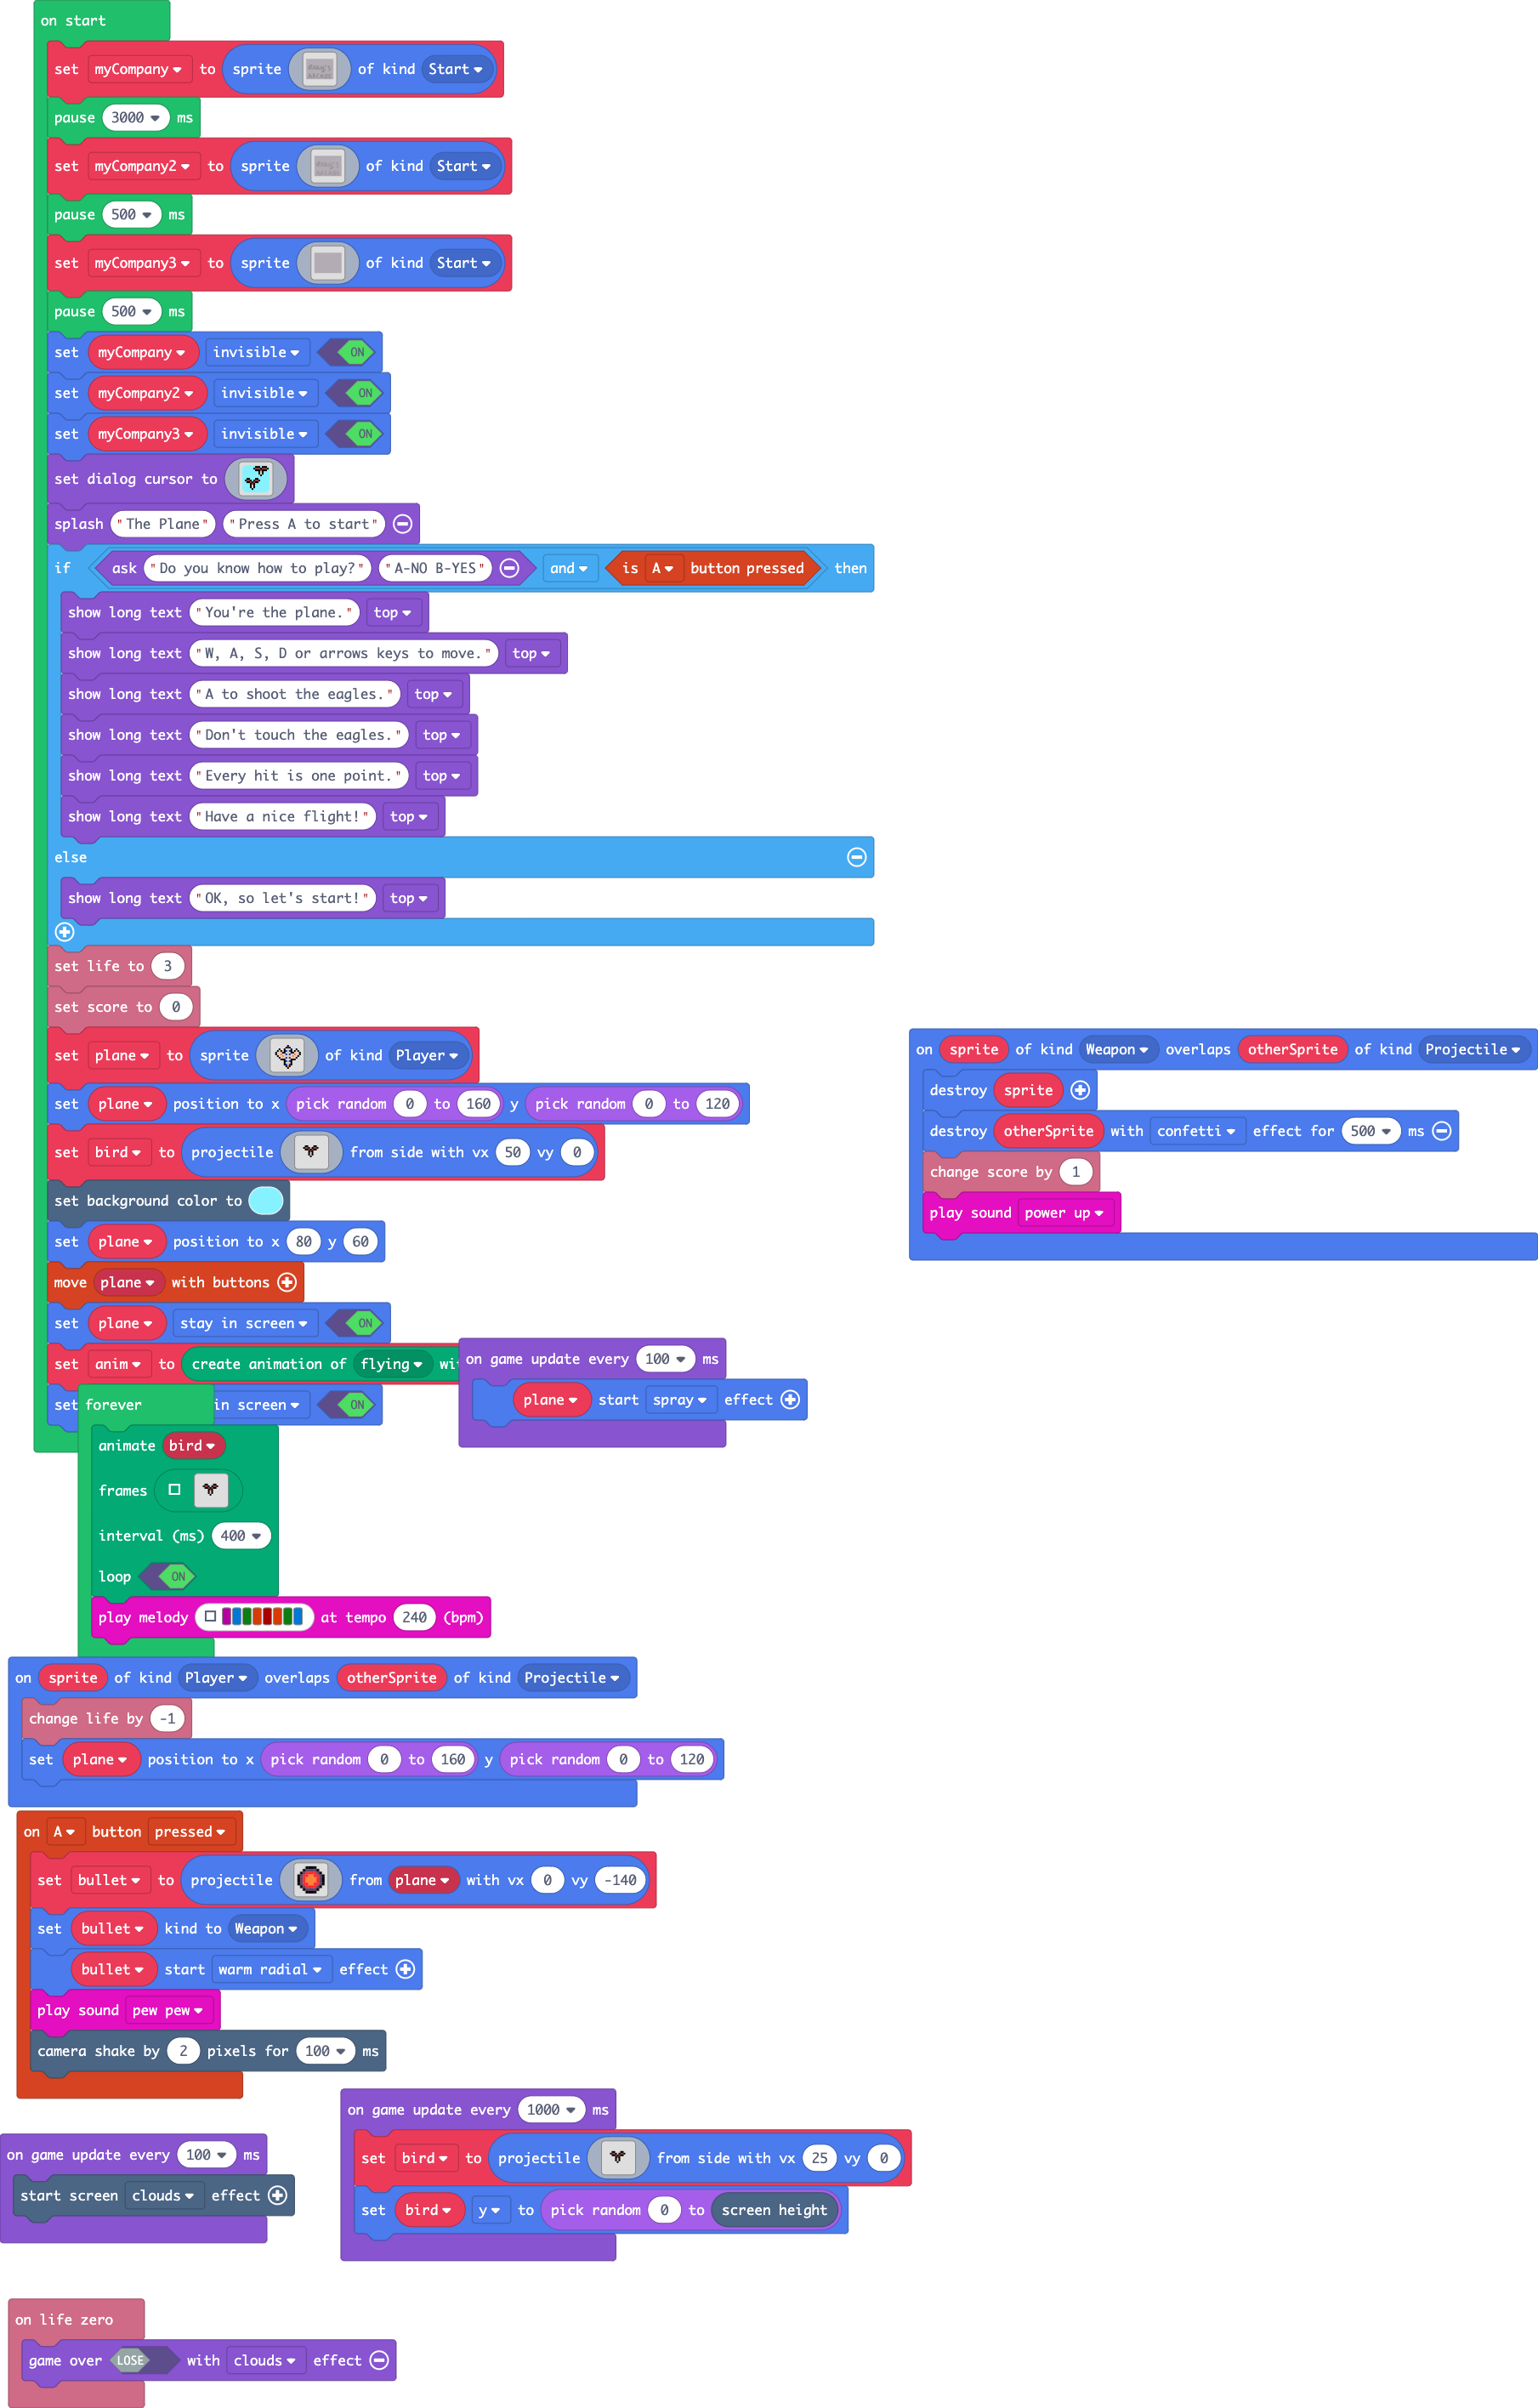 on start
set myCompany to sprite of kind Start
pause 3000 ms
set myCompany2 to sprite of kind Start
pause 500 ms
set myCompany3 to sprite of kind Start
pause 500 ms
set myCompany invisible ON
set myCompany2 invisible ON
set myCompany3 invisible ON
set dialog cursor to
splash "The Plane" "Press A to start"
if ask "Do you know how to play?" "A-NO B-YES" and is A button pressed then
show long text "You're the plane." top
show long text "W, A, S, D or arrows keys to move." top
show long text "A to shoot the eagles." top
show long text "Don't touch the eagles." top
show long text "Every hit is one point." top
show long text "Have a nice flight!" top
else
show long text "OK, so let's start!" top
set life to 3
set score to 0
set plane to sprite of kind Player
set plane position to x pick random 0 to 160 y pick random 0 to 120
set bird to projectile from side with vx 50 vy 0
set background color to
set plane position to x 80 y 60
move plane with buttons
set plane stay in screen ON
set anim to create animation of flying wi
set in screen ON
on sprite of kind Weapon overlaps otherSprite of kind Projectile
destroy sprite
destroy otherSprite with confetti effect for 500 ms
change score by 1
play sound power up
on game update every 100 ms
plane start spray effect
forever
animate bird
frames
interval (ms) 400
loop ON
play melody at tempo 240 (bpm)
on sprite of kind Player overlaps otherSprite of kind Projectile
change life by -1
set plane position to x pick random 0 to 160 y pick random 0 to 120
on A button pressed
set bullet to projectile from plane with vx 0 vy -140
set bullet kind to Weapon
bullet start warm radial effect
play sound pew pew
camera shake by 2 pixels for 100 ms
on game update every 1000 ms
set bird to projectile from side with vx 25 vy 0
set bird y to pick random 0 to screen height
on game update every 100 ms
start screen clouds effect
on life zero
game over LOSE with clouds effect